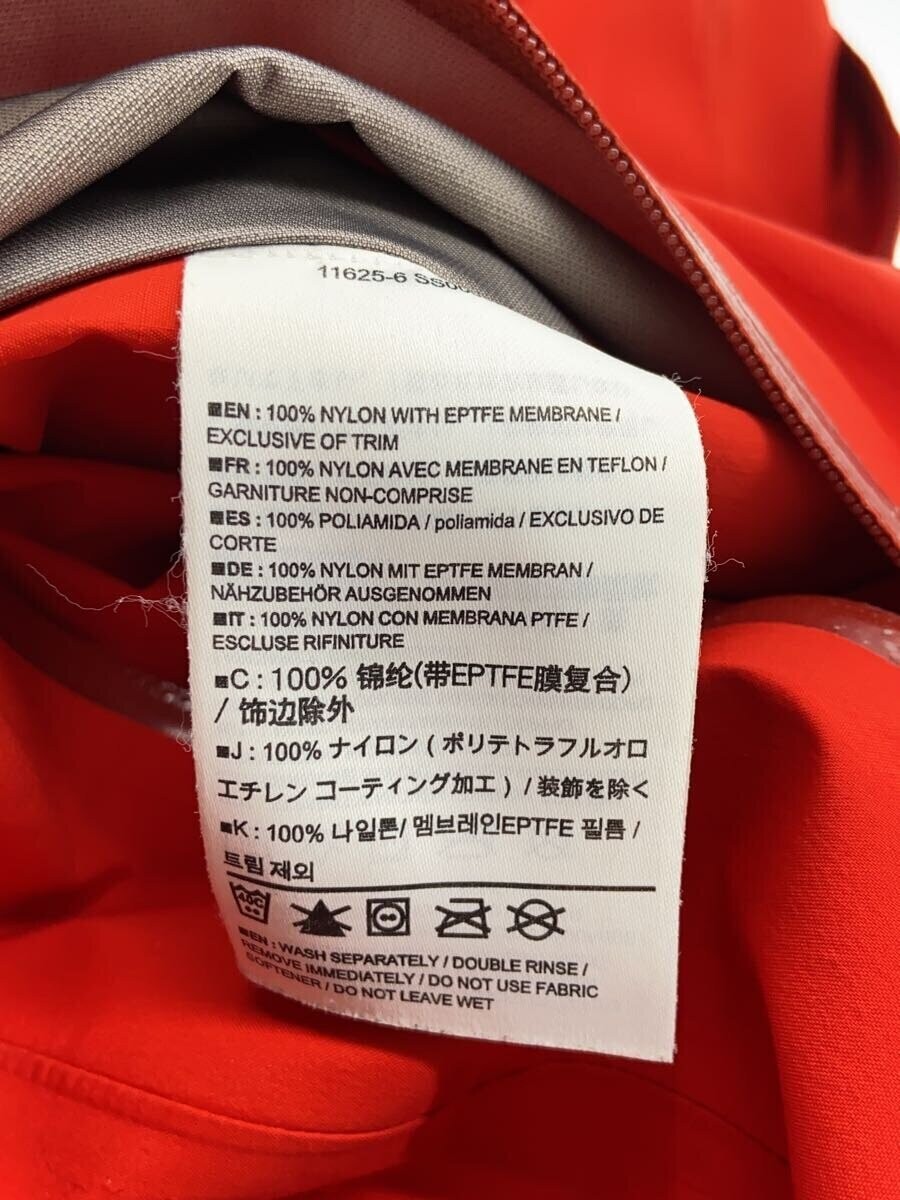 11625-6
■EN : 100% NYLON WITH EPTFE MEMBRANE /
EXCLUSIVE OF TRIM
■FR : 100% NYLON AVEC MEMBRANE EN TEFLON /
GARNITURE NON-COMPRISE
■ES : 100% POLIAMIDA / poliamida / EXCLUSIVO DE
CORTE
■DE : 100% NYLON MIT EPTFE MEMBRAN /
NÄHZUBEHÖR AUSGENOMMEN
■IT : 100% NYLON CON MEMBRANA PTFE /
ESCLUSE RIFINITURE
■C : 100% 锦纶(带EPTFE膜复合)
/ 饰边除外
■J : 100% ナイロン ( ポリテトラフルオロ
エチレン コーティング加工 ) / 装飾を除く
■K : 100% 나일론/ 멤브레인EPTFE 필름 /
트림 제외
40C
■EN : WASH SEPARATELY / DOUBLE RINSE /
REMOVE IMMEDIATELY / DO NOT USE FABRIC
SOFTENER / DO NOT LEAVE WET